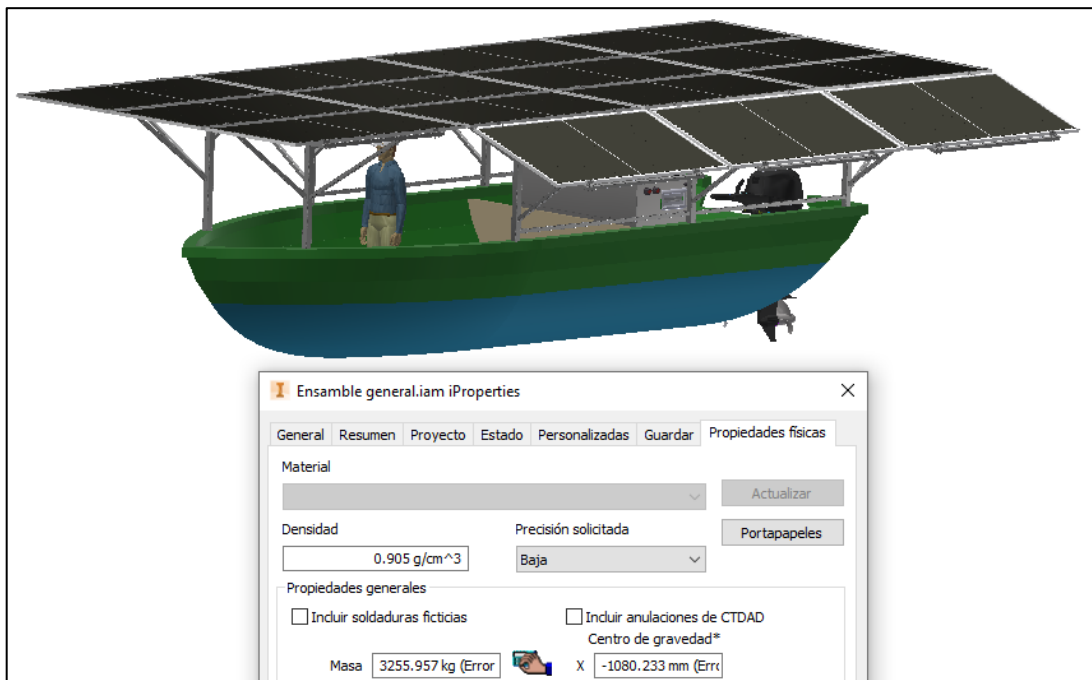 Ensamble general.iam iProperties
General Resumen Proyecto Estado Personalizadas Guardar Propiedades físicas
Material
Actualizar
Densidad Precisión solicitada
Portapapeles
0.905 g/cm^3 Baja
Propiedades generales
Incluir soldaduras ficticias Incluir anulaciones de CTDAD
Centro de gravedad*
Masa 3255.957 kg (Error X -1080.233 mm (Errc